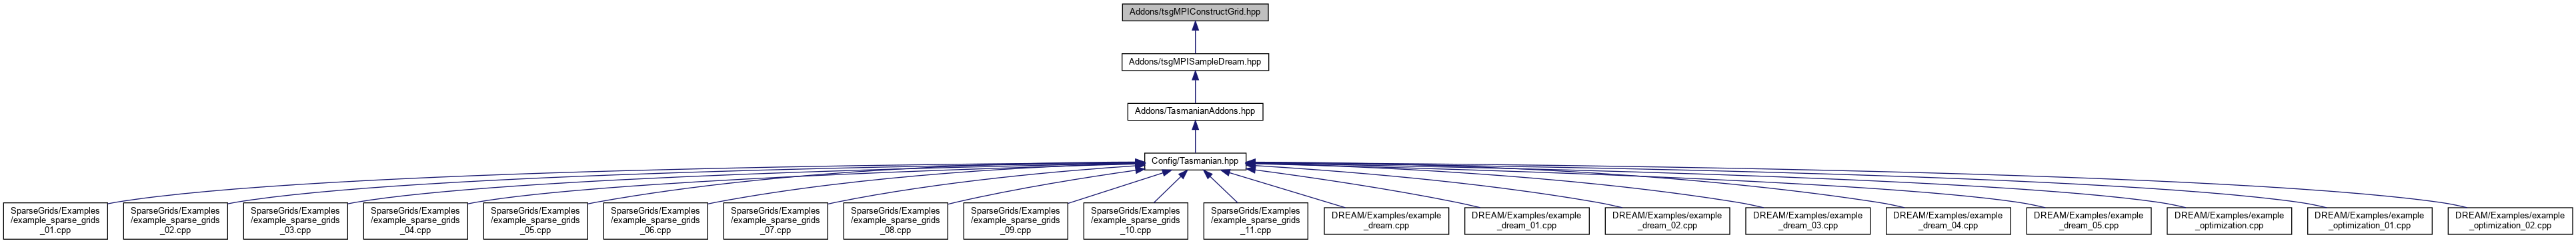 Addons/tsgMPIConstructGrid.hpp
Addons/tsgMPISampleDream.hpp
Addons/TasmanianAddons.hpp
Config/Tasmanian.hpp
SparseGrids/Examples
/example_sparse_grids
_01.cpp
SparseGrids/Examples
/example_sparse_grids
_02.cpp
SparseGrids/Examples
/example_sparse_grids
_03.cpp
SparseGrids/Examples
/example_sparse_grids
_04.cpp
SparseGrids/Examples
/example_sparse_grids
_05.cpp
SparseGrids/Examples
/example_sparse_grids
_06.cpp
SparseGrids/Examples
/example_sparse_grids
_07.cpp
SparseGrids/Examples
/example_sparse_grids
_08.cpp
SparseGrids/Examples
/example_sparse_grids
_09.cpp
SparseGrids/Examples
/example_sparse_grids
_10.cpp
SparseGrids/Examples
/example_sparse_grids
_11.cpp
DREAM/Examples/example
_dream.cpp
DREAM/Examples/example
_dream_01.cpp
DREAM/Examples/example
_dream_02.cpp
DREAM/Examples/example
_dream_03.cpp
DREAM/Examples/example
_dream_04.cpp
DREAM/Examples/example
_dream_05.cpp
DREAM/Examples/example
_optimization.cpp
DREAM/Examples/example
_optimization_01.cpp
DREAM/Examples/example
_optimization_02.cpp